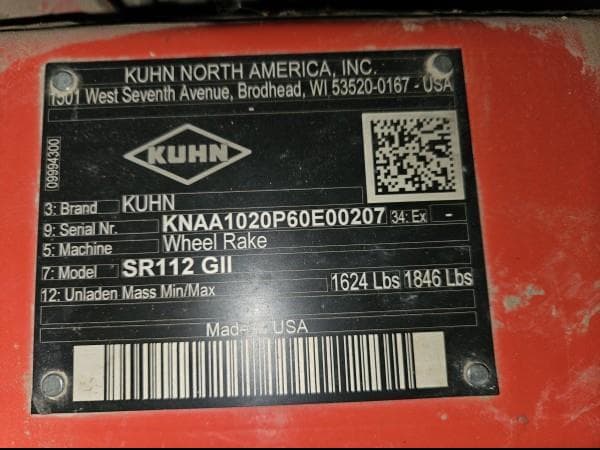 KUHN NORTH AMERICA, INC.
1501 West Seventh Avenue, Brodhead, WI 53520-0167 - USA
KUHN
09994300
3: Brand KUHN
9: Serial Nr. KNAA1020P60E00207 34: Ex -
5: Machine Wheel Rake
7: Model SR112 GII
12: Unladen Mass Min/Max 1624 Lbs 1846 Lbs
Made USA